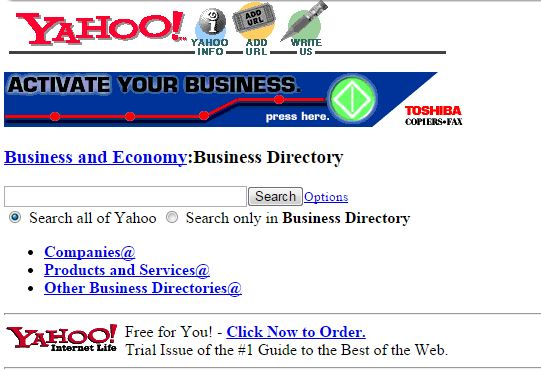 YAHOO!
YAHOO INFO
ADD URL
ADD URL
WRITE US
ACTIVATE YOUR BUSINESS.
press here.
TOSHIBA
COPIERS•FAX
Business and Economy:Business Directory
Search Options
Search all of Yahoo Search only in Business Directory
Companies@
Products and Services@
Other Business Directories@
YAHOO! Internet Life
Free for You! - Click Now to Order.
Trial Issue of the #1 Guide to the Best of the Web.